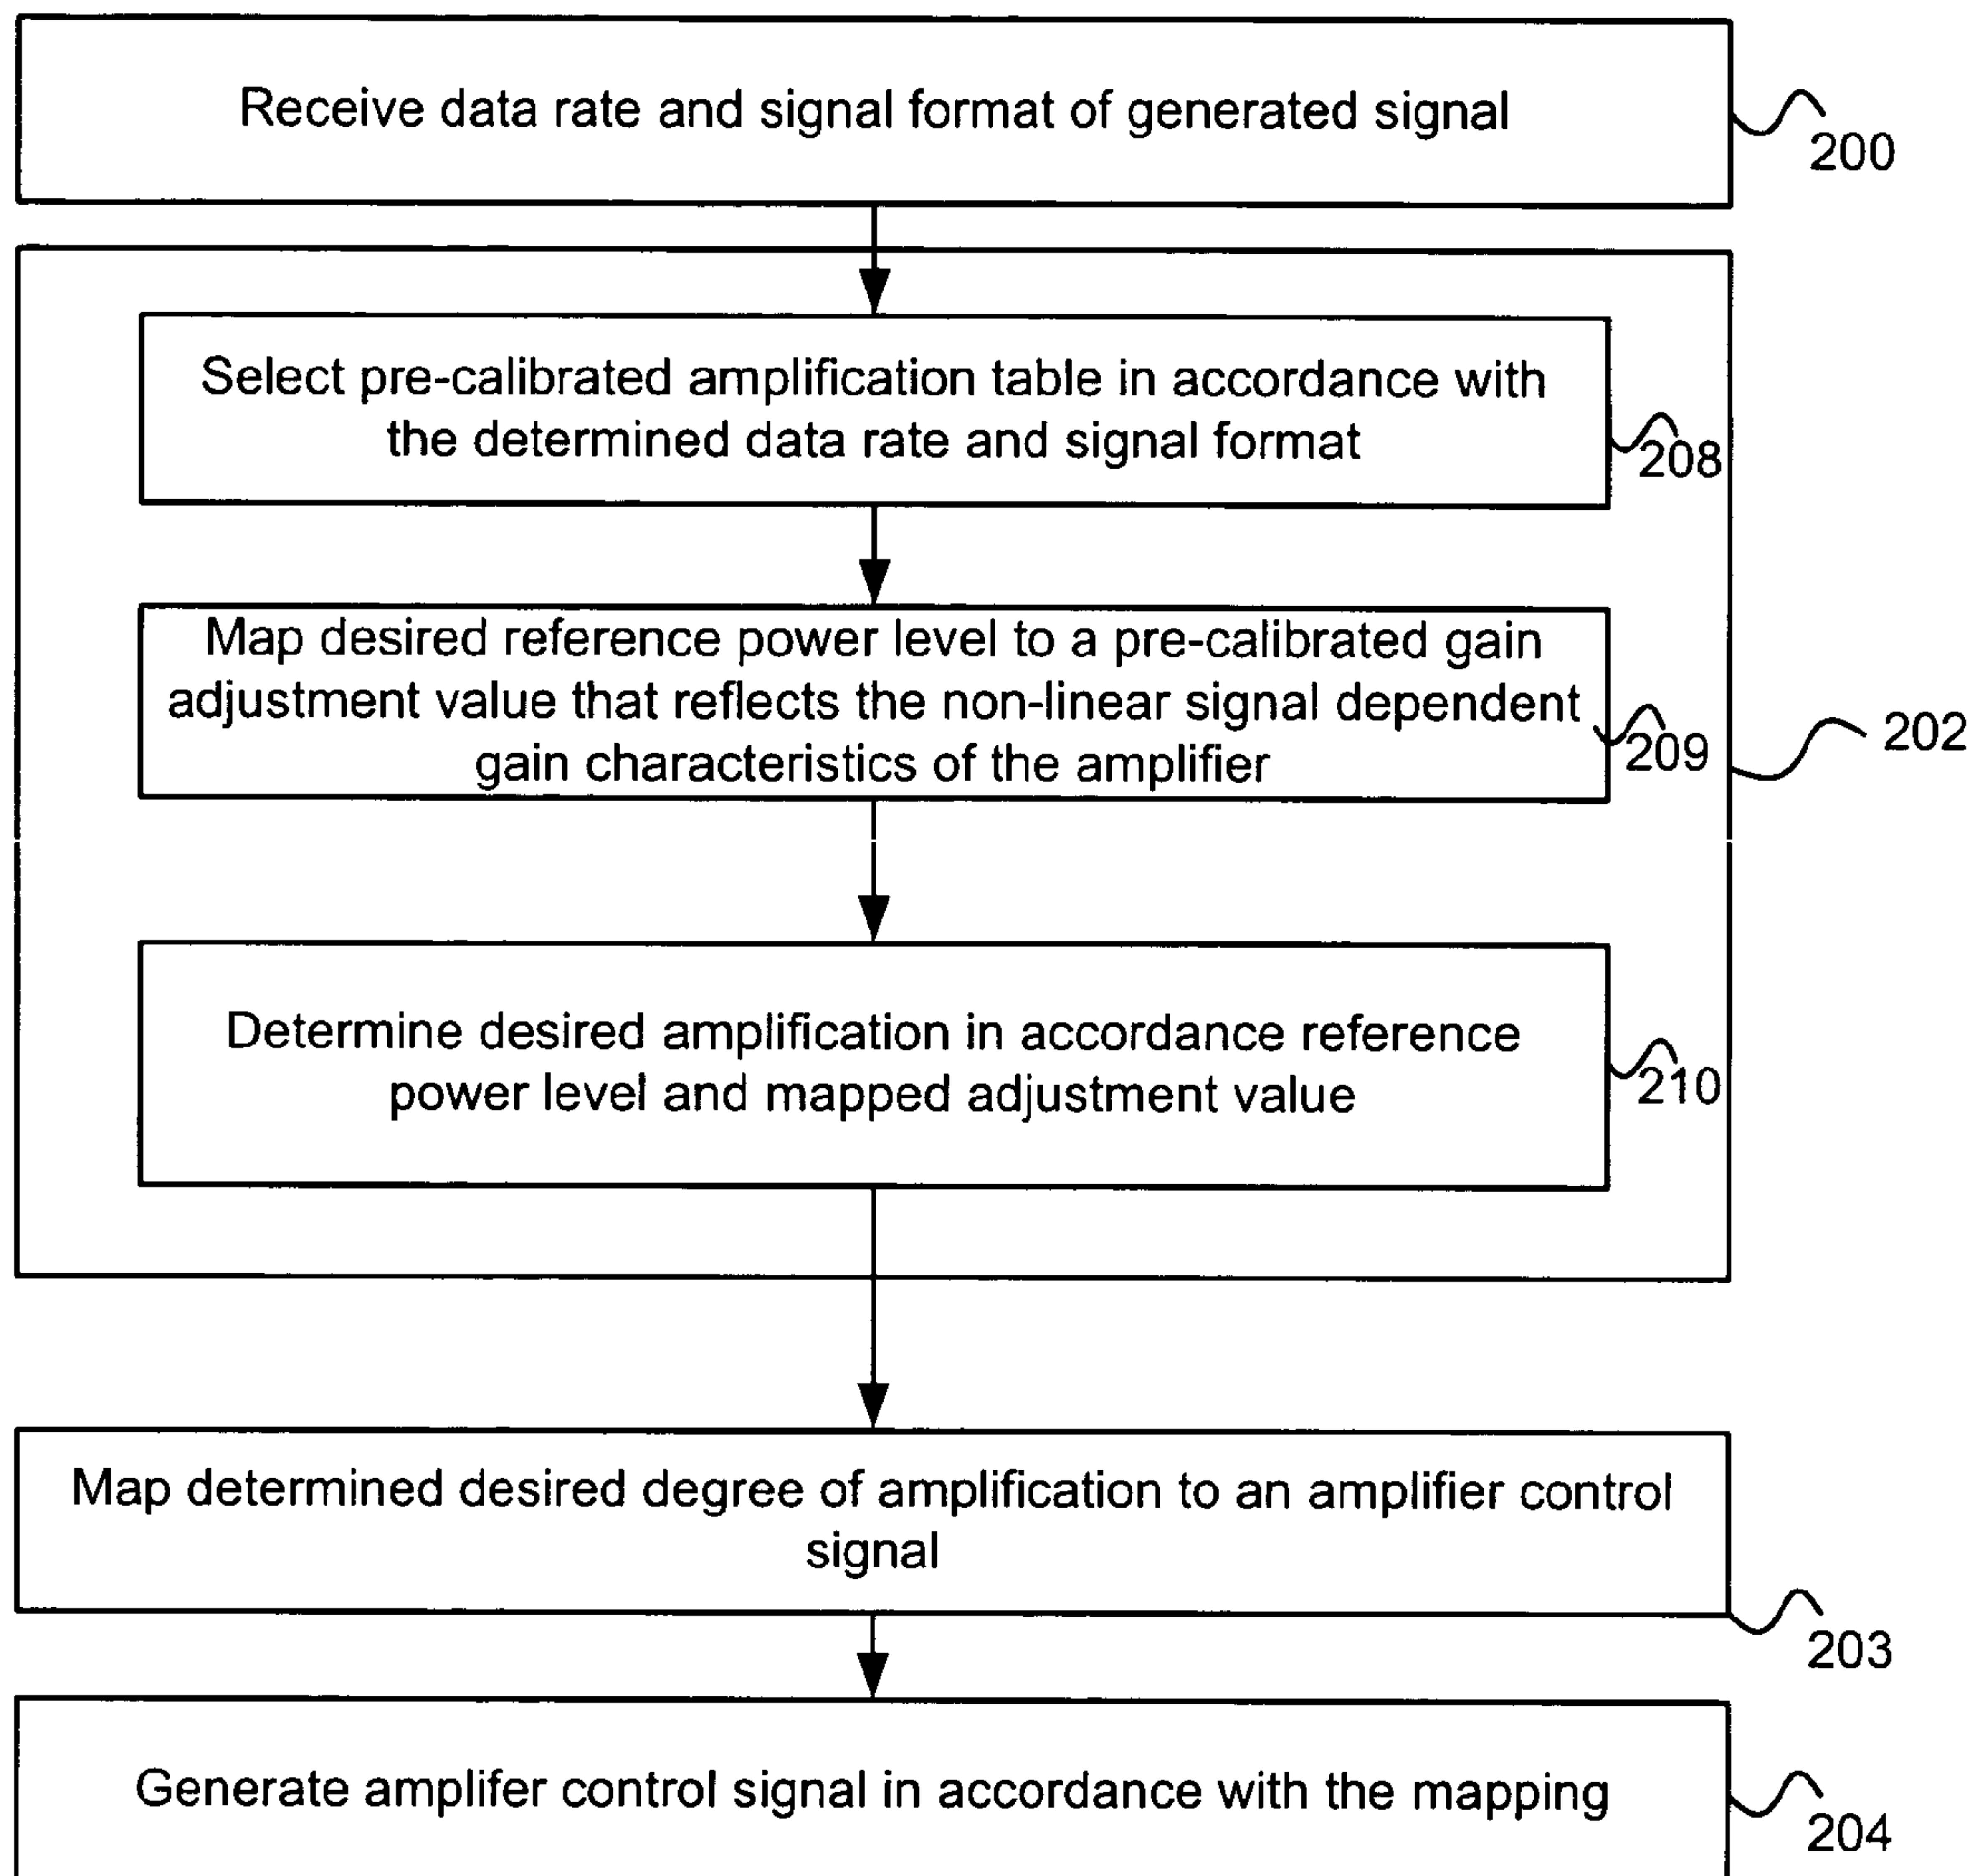 Receive data rate and signal format of generated signal
200
Select pre-calibrated amplification table in accordance with
the determined data rate and signal format
208
Map desired reference power level to a pre-calibrated gain
adjustment value that reflects the non-linear signal dependent
gain characteristics of the amplifier
209
202
Determine desired amplification in accordance reference
power level and mapped adjustment value
210
Map determined desired degree of amplification to an amplifier control
signal
203
Generate amplifer control signal in accordance with the mapping
204